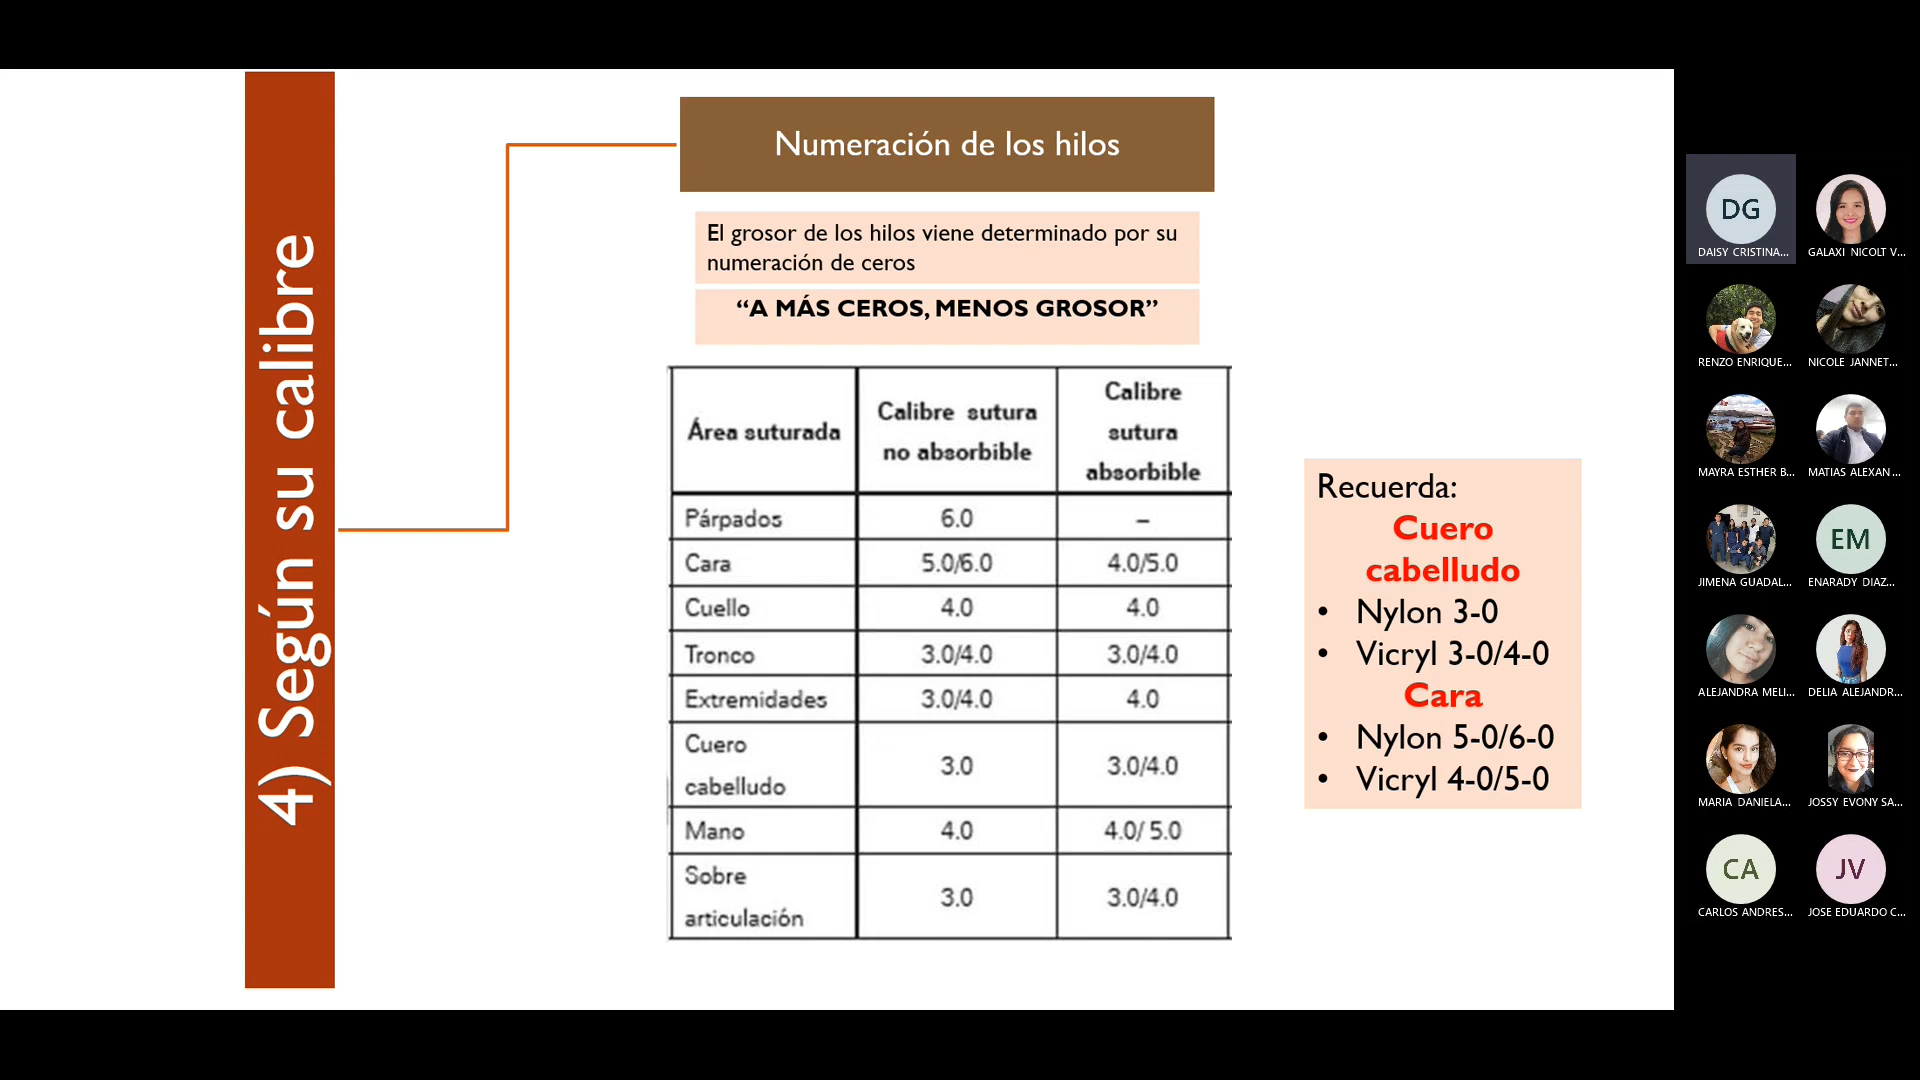 4) Según su calibre
Numeración de los hilos
El grosor de los hilos viene determinado por su
numeración de ceros
“A MÁS CEROS, MENOS GROSOR”
Área suturada
Calibre sutura
no absorbible
Calibre
sutura
absorbible
Párpados 6.0 –
Cara 5.0/6.0 4.0/5.0
Cuello 4.0 4.0
Tronco 3.0/4.0 3.0/4.0
Extremidades 3.0/4.0 4.0
Cuero
cabelludo
3.0 3.0/4.0
Mano 4.0 4.0/ 5.0
Sobre
articulación
3.0 3.0/4.0
Recuerda:
Cuero
cabelludo
• Nylon 3-0
• Vicryl 3-0/4-0
Cara
• Nylon 5-0/6-0
• Vicryl 4-0/5-0
DG
DAISY CRISTINA...
GALAXI NICOLT V...
RENZO ENRIQUE...
NICOLE JANNET...
MAYRA ESTHER B...
MATIAS ALEXAN...
JIMENA GUADAL...
EM
ENARADY DIAZ...
ALEJANDRA MELI...
DELIA ALEJANDR...
MARIA DANIELA...
JOSSY EVONY SA...
CA
CARLOS ANDRES...
JV
JOSE EDUARDO C...